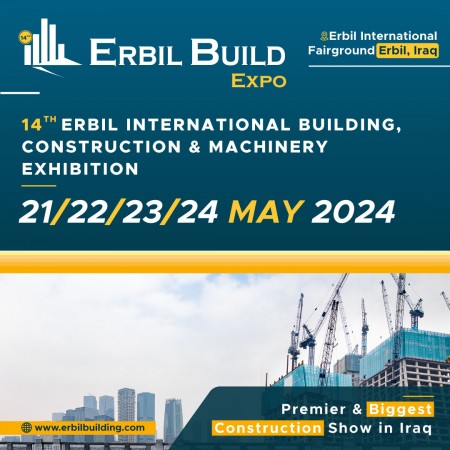 14TH
ERBIL BUILD
EXPO
Erbil International
Fairground Erbil, Iraq
14TH ERBIL INTERNATIONAL BUILDING,
CONSTRUCTION & MACHINERY
EXHIBITION
21/22/23/24 MAY 2024
Premier & Biggest
Construction Show in Iraq
www.erbilbuilding.com